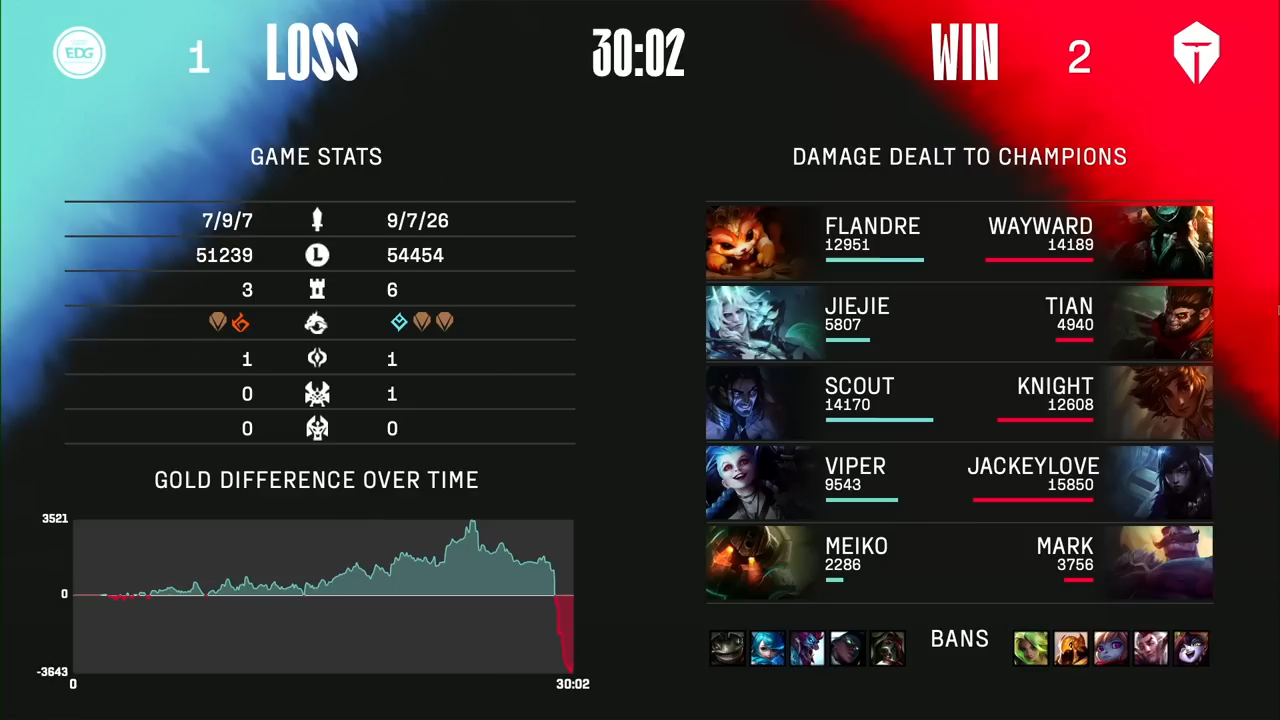 EDG 1 LOSS 30:02 WIN 2
GAME STATS
7/9/7 9/7/26
51239 L 54454
3 6
1 1
0 1
0 0
GOLD DIFFERENCE OVER TIME
3521
0
-3643
0 30:02
DAMAGE DEALT TO CHAMPIONS
FLANDRE WAYWARD
12951 14189
JIEJIE TIAN
5807 4940
SCOUT KNIGHT
14170 12608
VIPER JACKEYLOVE
9543 15850
MEIKO MARK
2286 3756
BANS